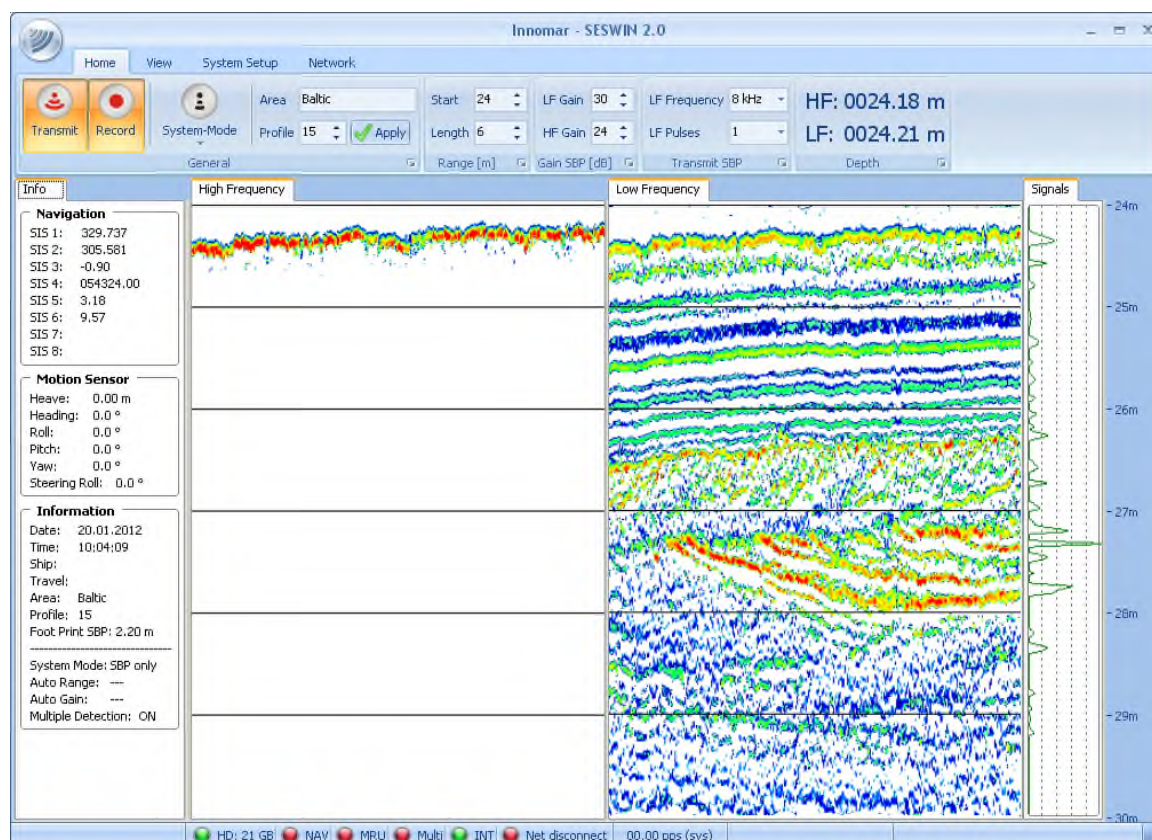 Innomar - SESWIN 2.0
Home View System Setup Network
Transmit Record System-Mode
Area Baltic
Profile 15 Apply
General
Start 24
Length 6
Range [m]
LF Gain 30
HF Gain 24
Gain SBP [dB]
LF Frequency 8 kHz
LF Pulses 1
Transmit SBP
HF: 0024.18 m
LF: 0024.21 m
Depth
Info
Navigation
SIS 1: 329.737
SIS 2: 305.581
SIS 3: -0.90
SIS 4: 054324.00
SIS 5: 3.18
SIS 6: 9.57
SIS 7:
SIS 8:
Motion Sensor
Heave: 0.00 m
Heading: 0.0 °
Roll: 0.0 °
Pitch: 0.0 °
Yaw: 0.0 °
Steering Roll: 0.0 °
Information
Date: 20.01.2012
Time: 10:04:09
Ship:
Travel:
Area: Baltic
Profile: 15
Foot Print SBP: 2.20 m
System Mode: SBP only
Auto Range: ---
Auto Gain: ---
Multiple Detection: ON
High Frequency
Low Frequency
Signals
24m
25m
26m
27m
28m
29m
30m
HD: 21 GB NAV MRU Multi INT Net disconnect 00.00 pps (sys)